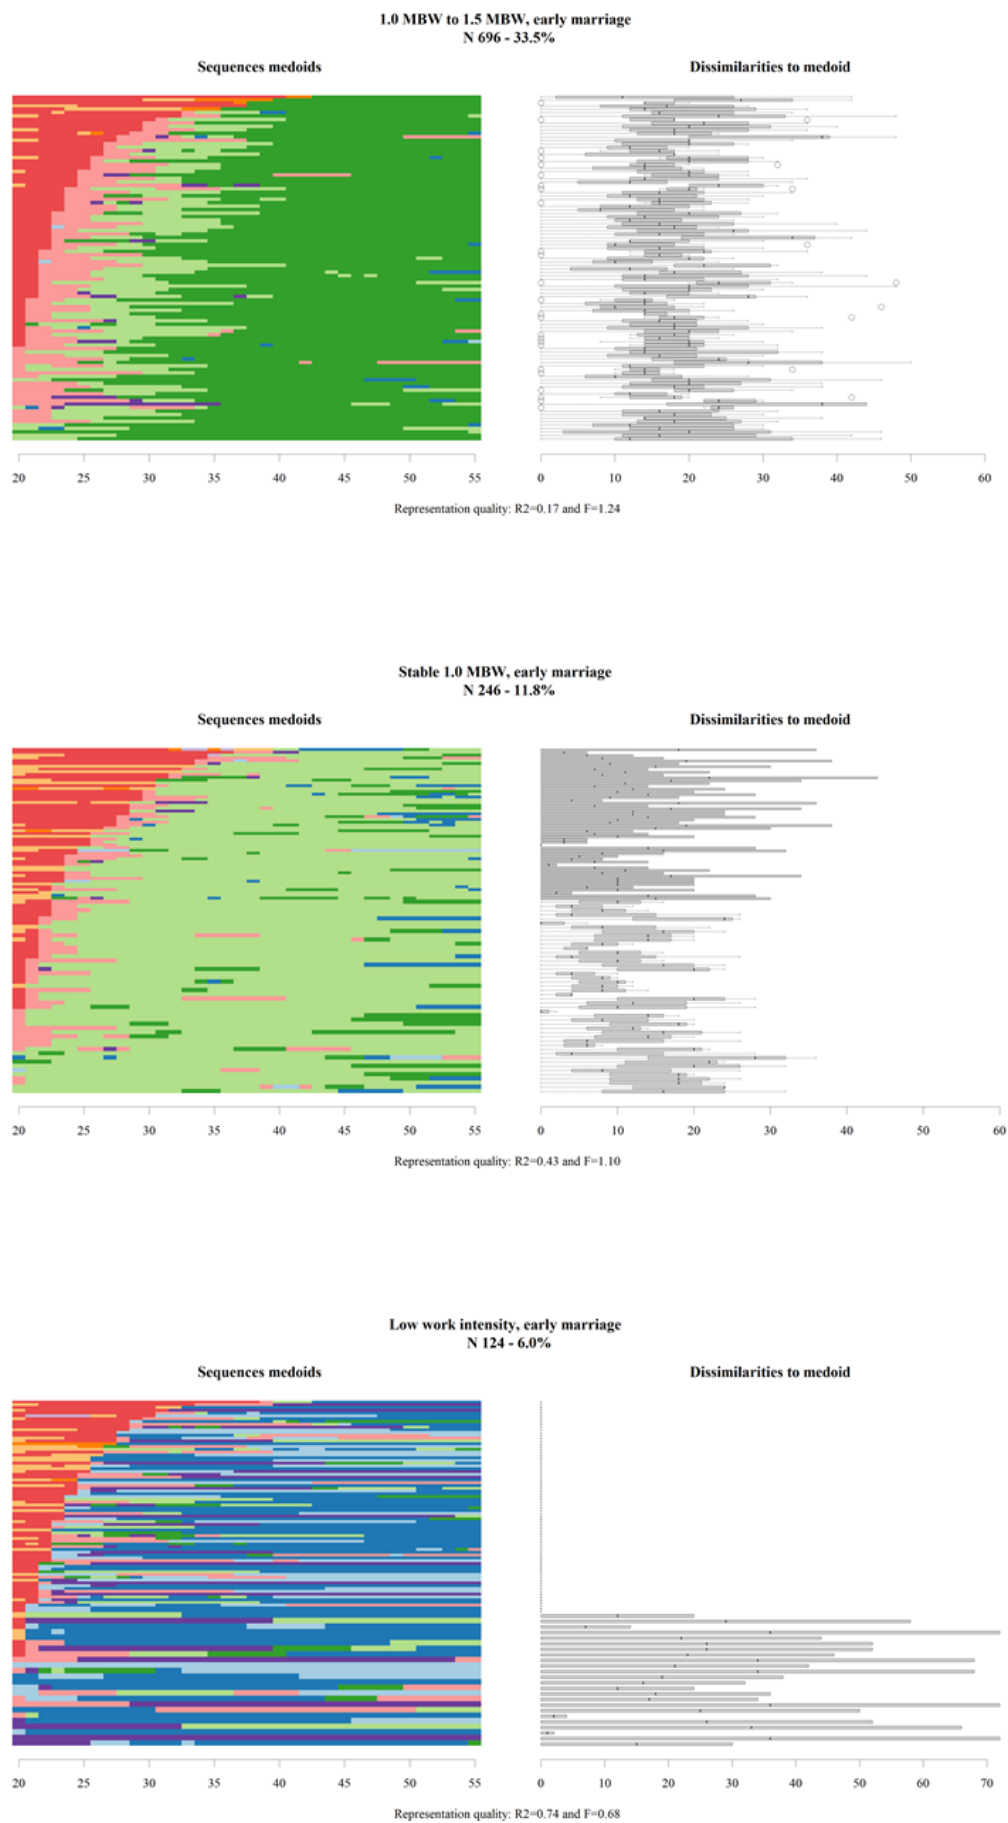 1.0 MBW to 1.5 MBW, early marriage
N 696 - 33.5%
Sequences medoids
Dissimilarities to medoid
20 25 30 35 40 45 50 55
0 10 20 30 40 50 60
Representation quality: R2=0.17 and F=1.24
Stable 1.0 MBW, early marriage
N 246 - 11.8%
Sequences medoids
Dissimilarities to medoid
20 25 30 35 40 45 50 55
0 10 20 30 40 50 60
Representation quality: R2=0.43 and F=1.10
Low work intensity, early marriage
N 124 - 6.0%
Sequences medoids
Dissimilarities to medoid
20 25 30 35 40 45 50 55
0 10 20 30 40 50 60 70
Representation quality: R2=0.74 and F=0.68